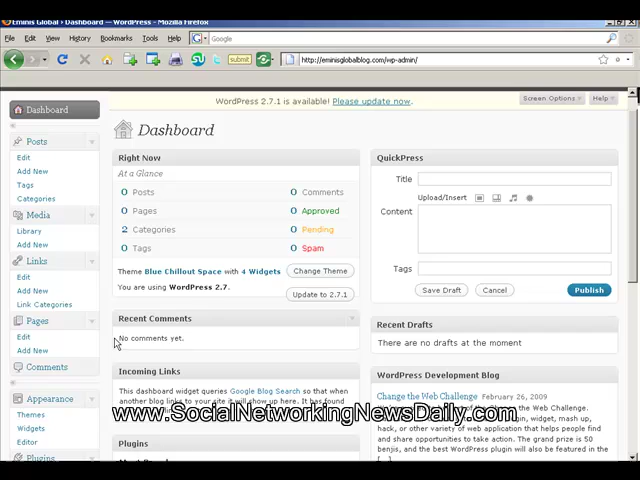 Eminis Global › Dashboard — WordPress - Mozilla Firefox
File Edit View History Bookmarks Tools Help
Google
submit
http://eminisglobalblog.com/wp-admin/
WordPress 2.7.1 is available! Please update now.
Screen Options
Help
Dashboard
Posts
Edit
Add New
Tags
Categories
Media
Library
Add New
Links
Edit
Add New
Link Categories
Pages
Edit
Add New
Comments
Appearance
Themes
Widgets
Editor
Plugins
Dashboard
Right Now
At a Glance
0 Posts 0 Comments
0 Pages 0 Approved
2 Categories 0 Pending
0 Tags 0 Spam
Theme Blue Chillout Space with 4 Widgets
Change Theme
You are using WordPress 2.7.
Update to 2.7.1
Recent Comments
No comments yet.
Incoming Links
This dashboard widget queries Google Blog Search so that when
another blog links to your site it will show up here. It has found
Plugins
QuickPress
Title
Upload/Insert
Content
Tags
Save Draft Cancel Publish
Recent Drafts
There are no drafts at the moment
WordPress Development Blog
Change the Web Challenge February 26, 2009
of the Change the Web Challenge.
hack, or other variety of web application that helps people find
and share opportunities to take action. The grand prize is 50
benjis, and the best WordPress plugin will also be featured in the
[...]
www.SocialNetworkingNewsDaily.com